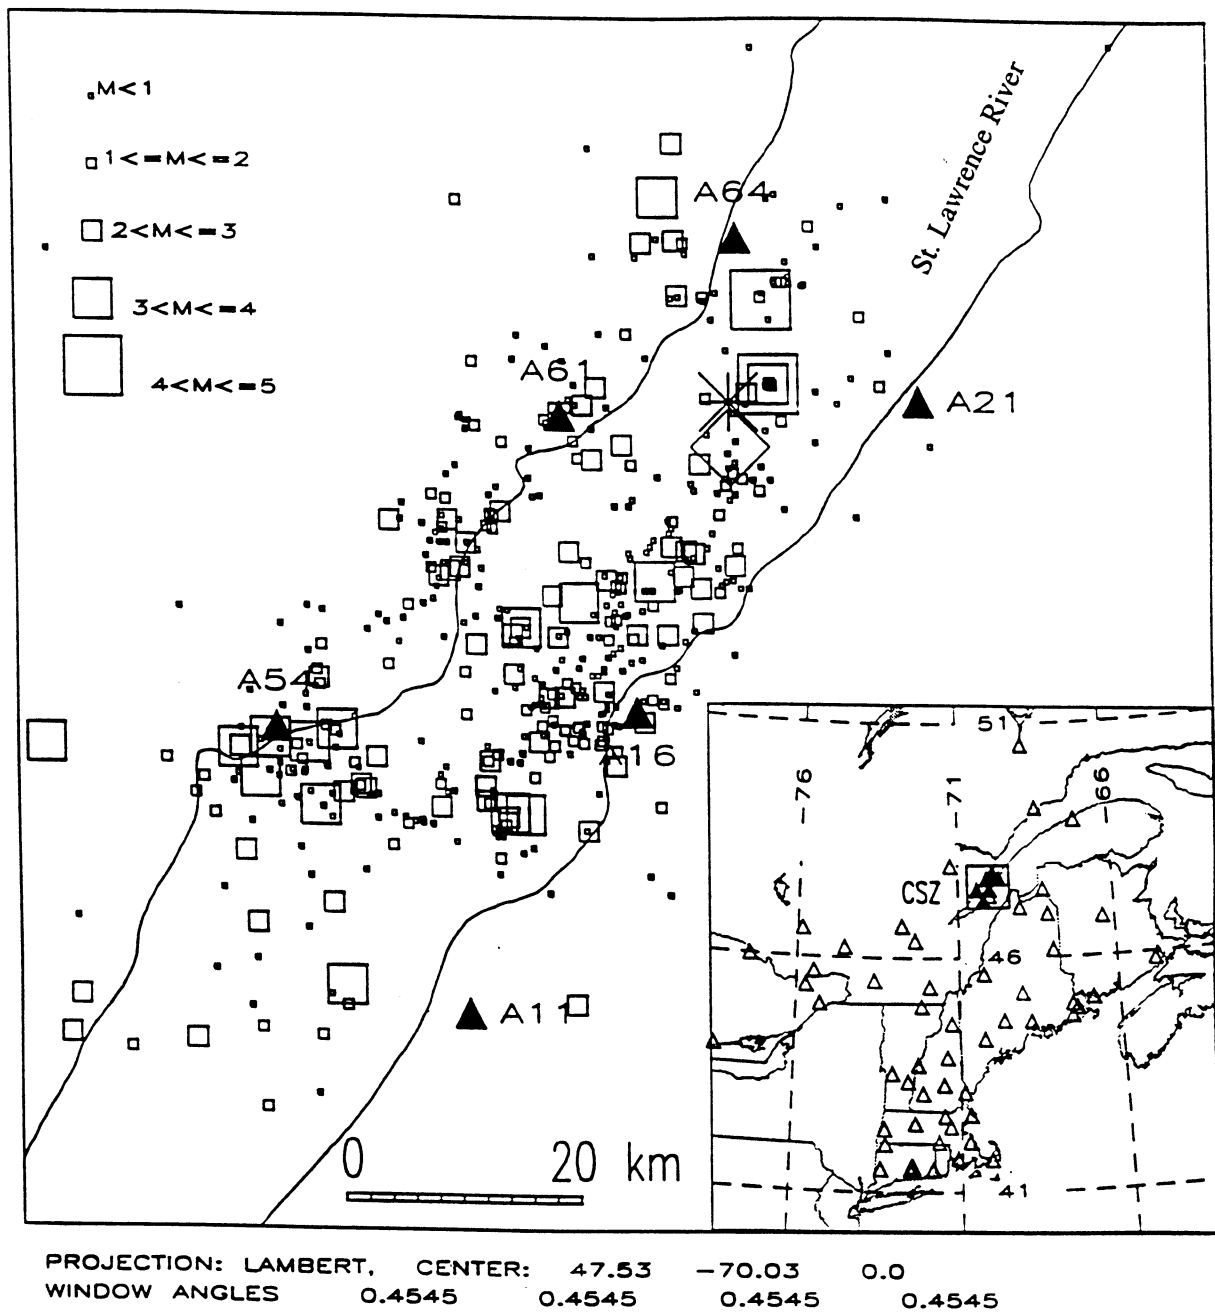 M<1
1<=M<=2
2<M<=3
3<M<=4
4<M<=5
St. Lawrence River
A64
A61
A21
A54
A16
A11
0 20 km
51
-76
-71
66
CSZ
46
41
PROJECTION: LAMBERT, CENTER: 47.53 -70.03 0.0
WINDOW ANGLES 0.4545 0.4545 0.4545 0.4545